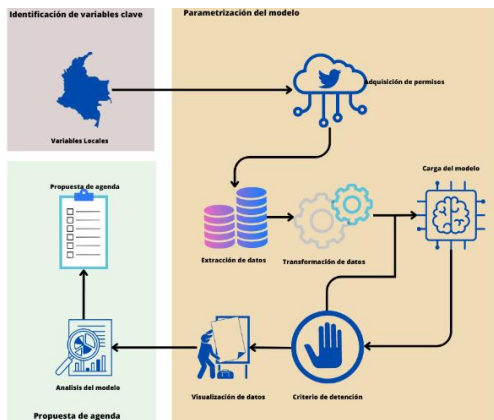 Identificación de variables clave
Parametrización del modelo
Adquisición de permisos
Variables Locales
Carga del modelo
Propuesta de agenda
Extracción de datos
Transformación de datos
Analisis del modelo
Visualización de datos
Criterio de detención
Propuesta de agenda